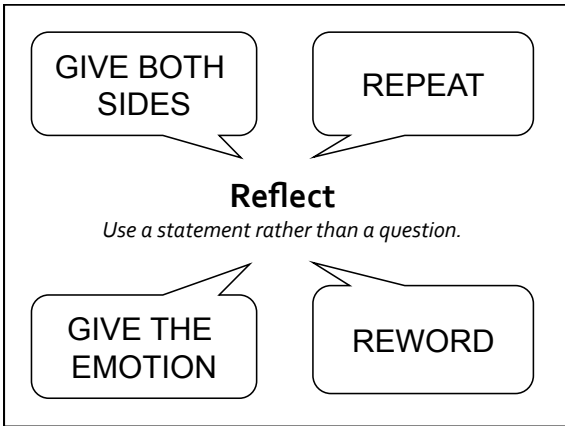 GIVE BOTH
SIDES
REPEAT
Reflect
Use a statement rather than a question.
GIVE THE
EMOTION
REWORD